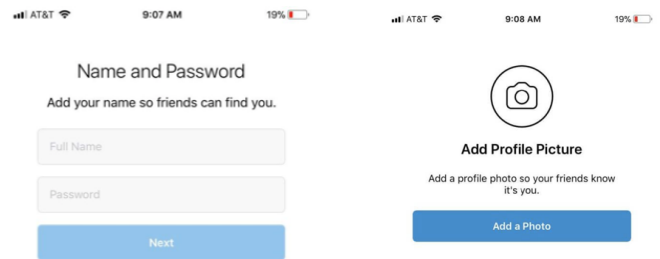 AT&T 9:07 AM 19%
Name and Password
Add your name so friends can find you.
Full Name
Password
Next
AT&T 9:08 AM 19%
Add Profile Picture
Add a profile photo so your friends know
it's you.
Add a Photo